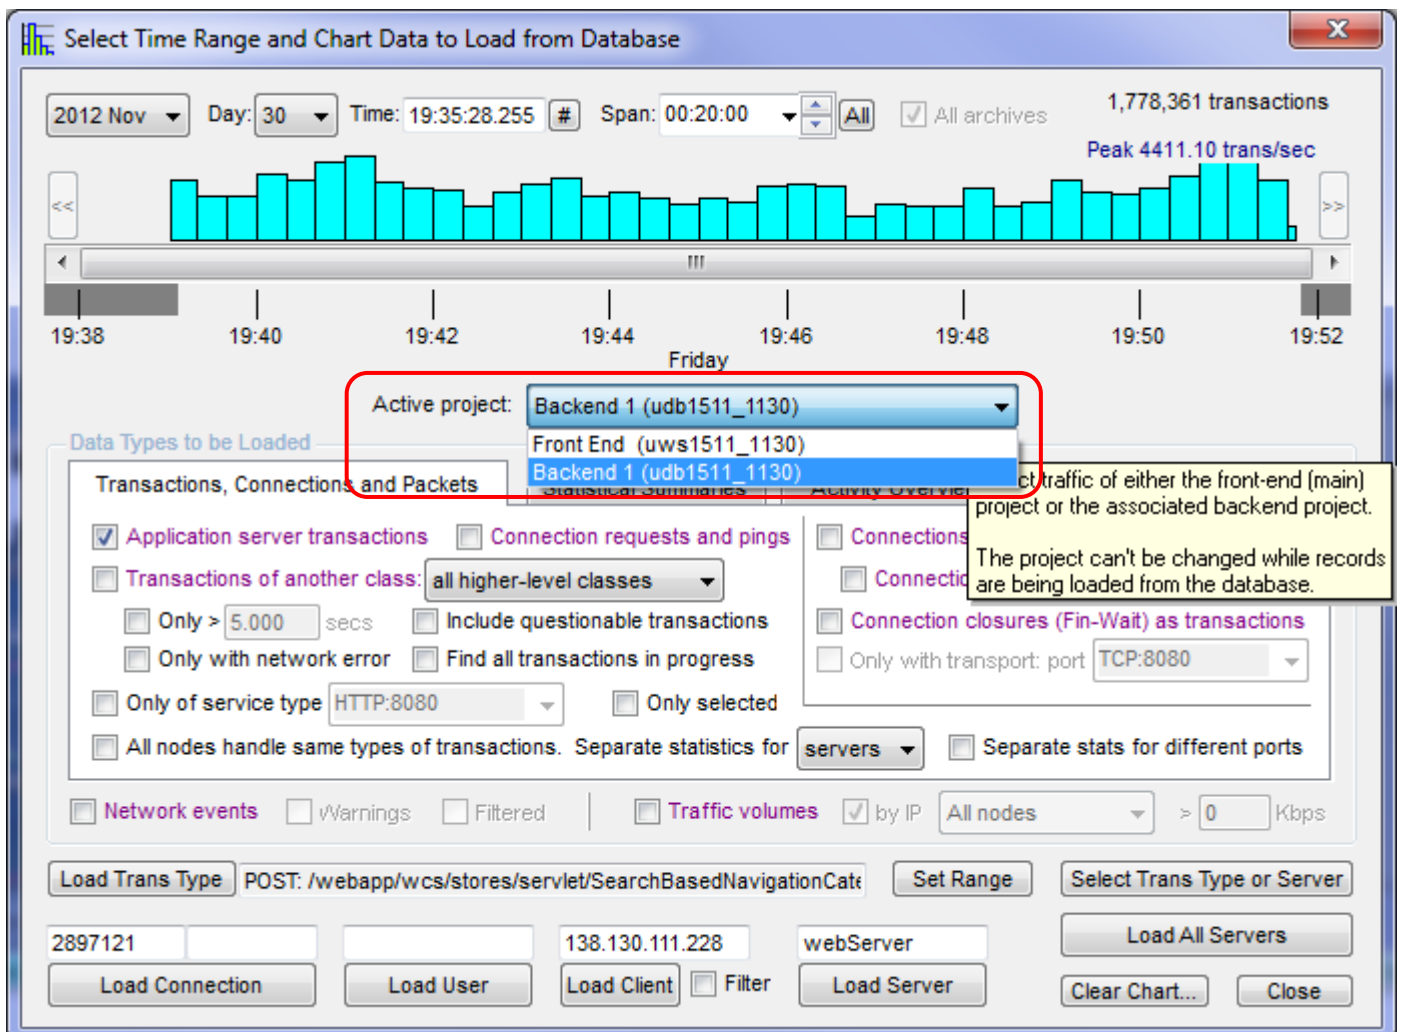 Select Time Range and Chart Data to Load from Database
x
2012 Nov Day: 30 Time: 19:35:28.255 # Span: 00:20:00 All All archives 1,778,361 transactions
Peak 4411.10 trans/sec
<< >>
19:38 19:40 19:42 19:44 19:46 19:48 19:50 19:52
Friday
Active project: Backend 1 (udb1511_1130)
Front End (uws1511_1130)
Backend 1 (udb1511_1130)
Data Types to be Loaded
Transactions, Connections and Packets Statistical Summaries
ct traffic of either the front-end (main)
project or the associated backend project.
The project can't be changed while records
are being loaded from the database.
Application server transactions Connection requests and pings Connections
Transactions of another class: all higher-level classes Connectio
Only > 5.000 secs Include questionable transactions Connection closures (Fin-Wait) as transactions
Only with network error Find all transactions in progress Only with transport: port TCP:8080
Only of service type HTTP:8080 Only selected
All nodes handle same types of transactions. Separate statistics for servers Separate stats for different ports
Network events Warnings Filtered Traffic volumes by IP All nodes > 0 Kbps
Load Trans Type POST: /webapp/wcs/stores/servlet/SearchBasedNavigationCate Set Range Select Trans Type or Server
2897121 138.130.111.228 webServer Load All Servers
Load Connection Load User Load Client Filter Load Server Clear Chart... Close